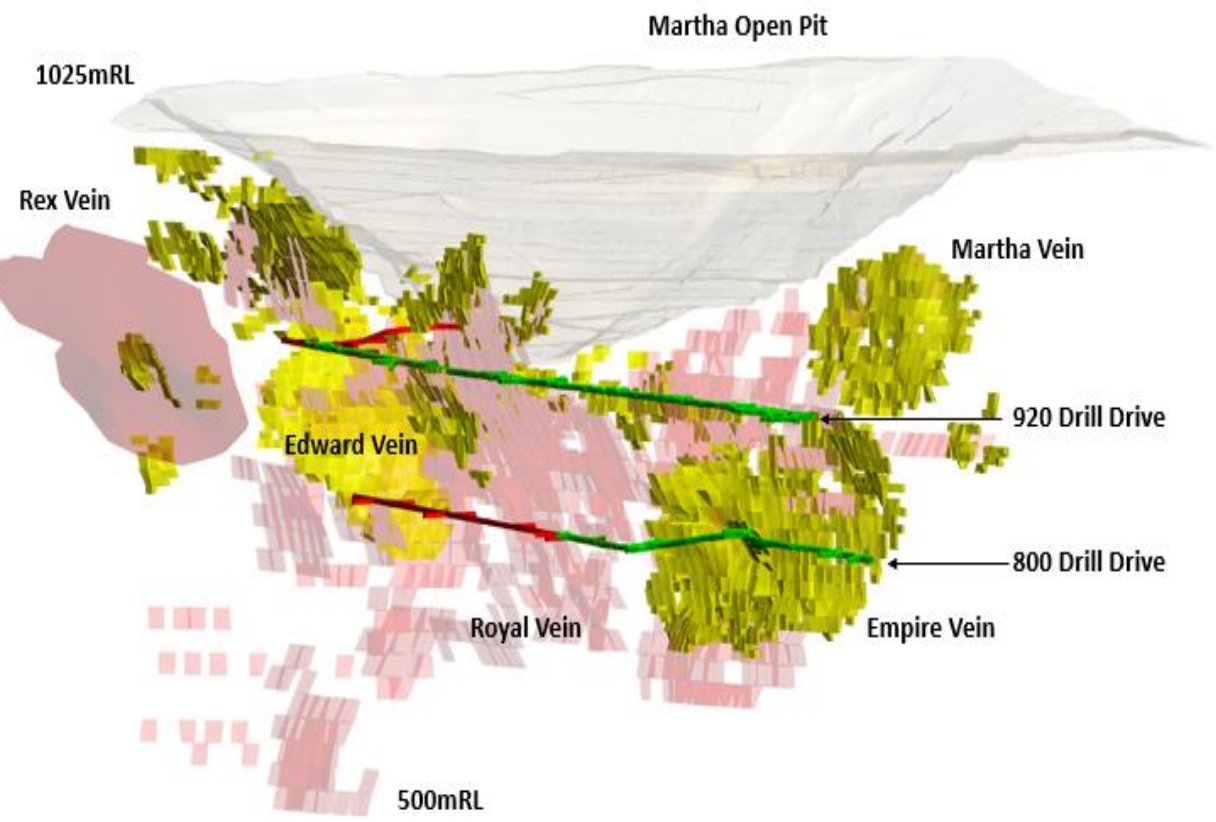 Martha Open Pit
1025mRL
Rex Vein
Martha Vein
920 Drill Drive
Edward Vein
800 Drill Drive
Royal Vein
Empire Vein
500mRL